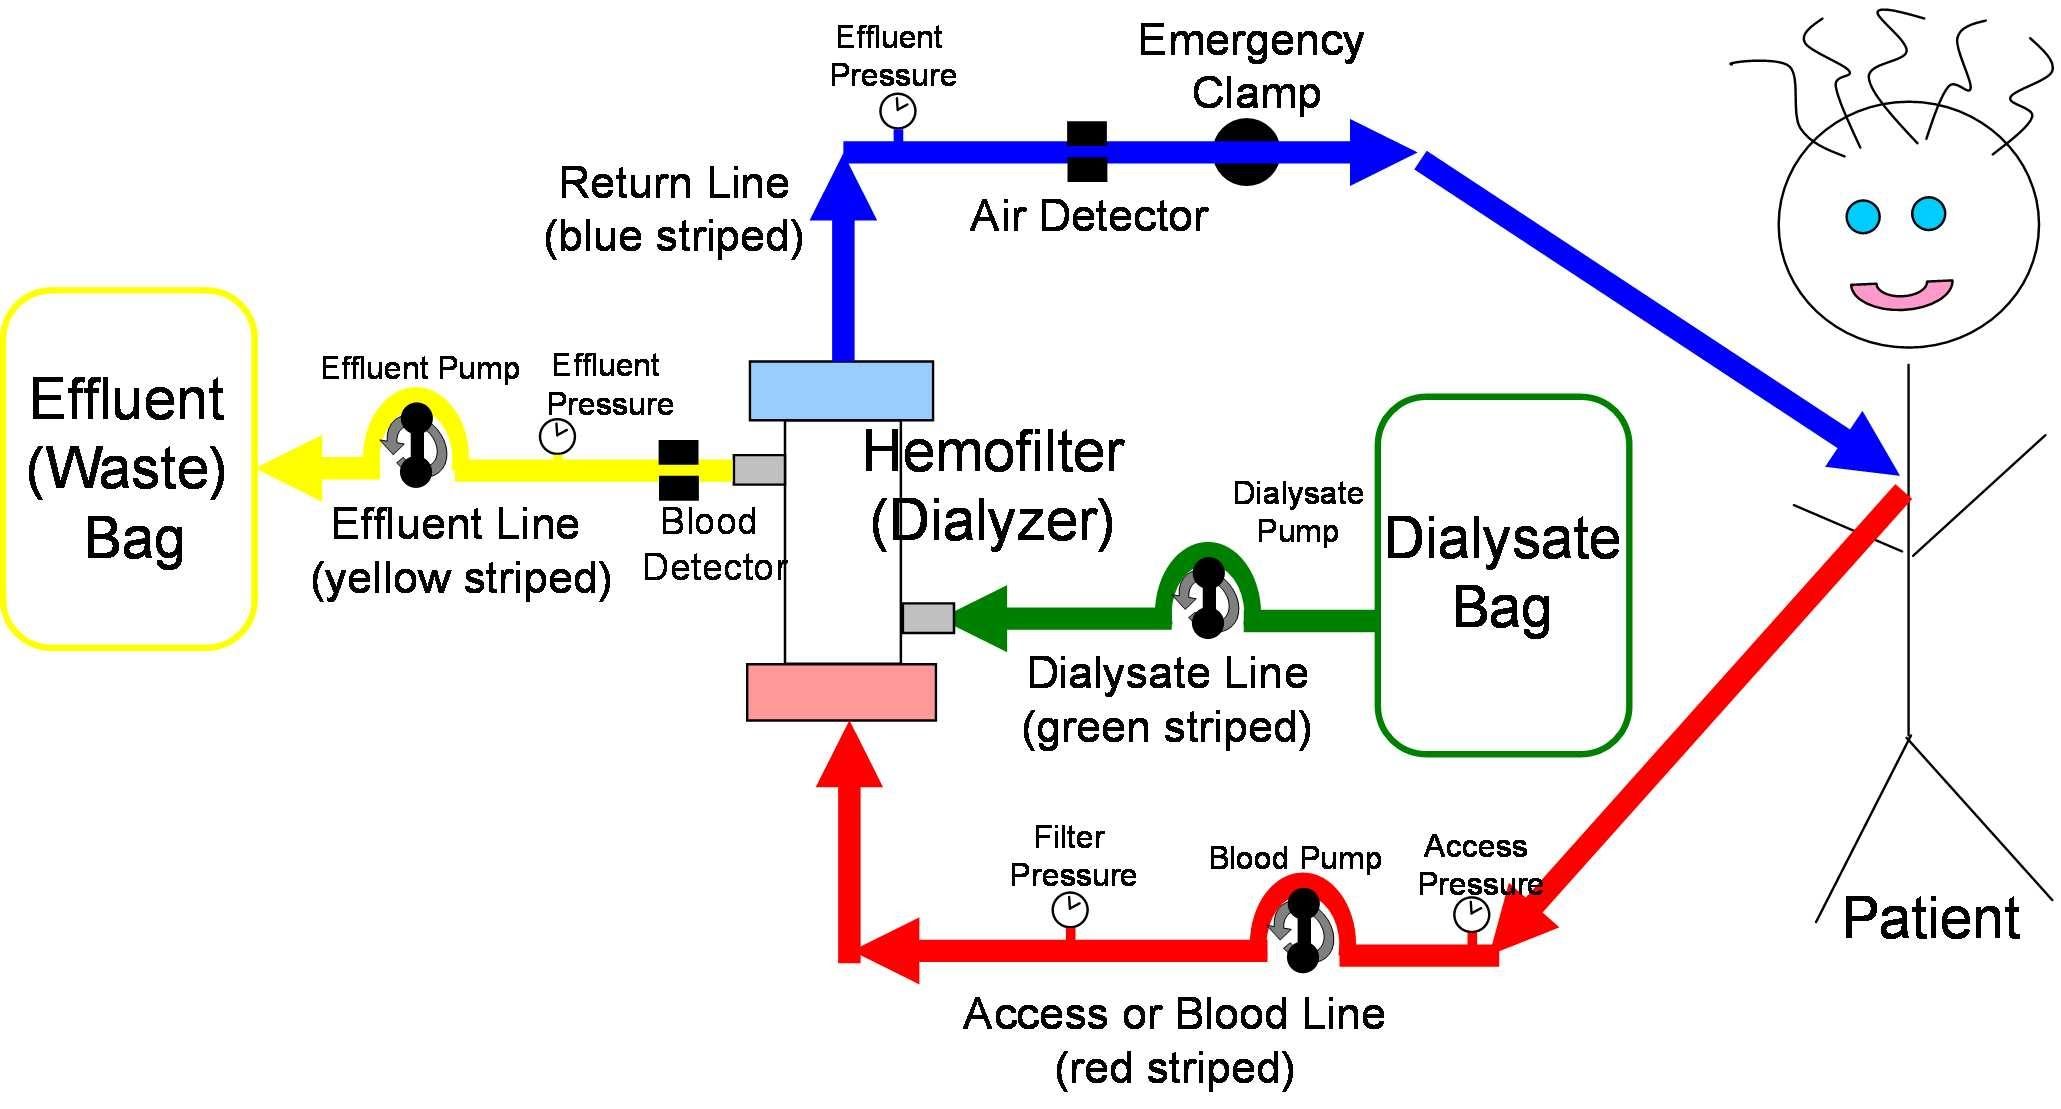 Effluent
Pressure
Emergency
Clamp
Return Line
(blue striped)
Air Detector
Effluent
(Waste)
Bag
Effluent Pump
Effluent
Pressure
Effluent Line
(yellow striped)
Blood
Detector
Hemofilter
(Dialyzer)
Dialysate
Pump
Dialysate
Bag
Dialysate Line
(green striped)
Filter
Pressure
Blood Pump
Access
Pressure
Patient
Access or Blood Line
(red striped)